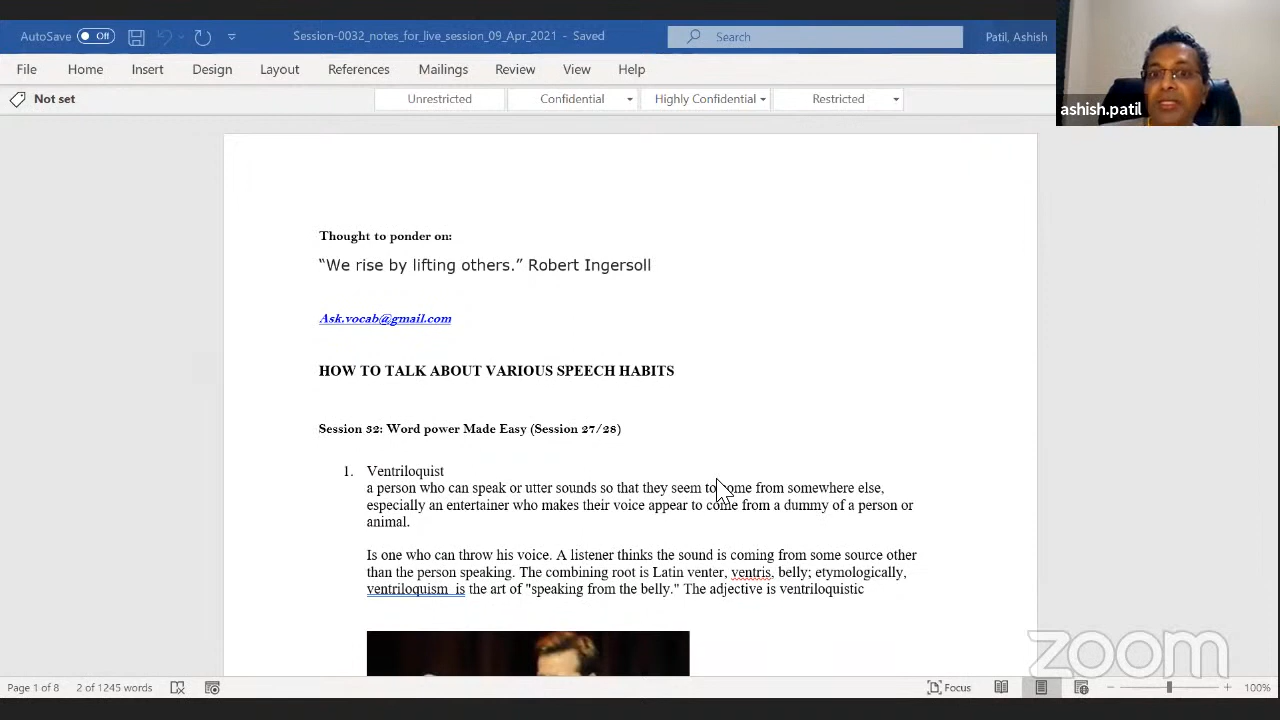 AutoSave Off Session-0032_notes_for_live_session_09_Apr_2021 - Saved Search Patil, Ashish
File Home Insert Design Layout References Mailings Review View Help
ashish.patil
Not set Unrestricted Confidential Highly Confidential Restricted
Thought to ponder on:
“We rise by lifting others.” Robert Ingersoll
Ask.vocab@gmail.com
HOW TO TALK ABOUT VARIOUS SPEECH HABITS
Session 32: Word power Made Easy (Session 27/28)
1. Ventriloquist
a person who can speak or utter sounds so that they seem to come from somewhere else,
especially an entertainer who makes their voice appear to come from a dummy of a person or
animal.
Is one who can throw his voice. A listener thinks the sound is coming from some source other
than the person speaking. The combining root is Latin venter, ventris, belly; etymologically,
ventriloquism is the art of "speaking from the belly." The adjective is ventriloquistic
zoom
Page 1 of 8 2 of 1245 words Focus 100%